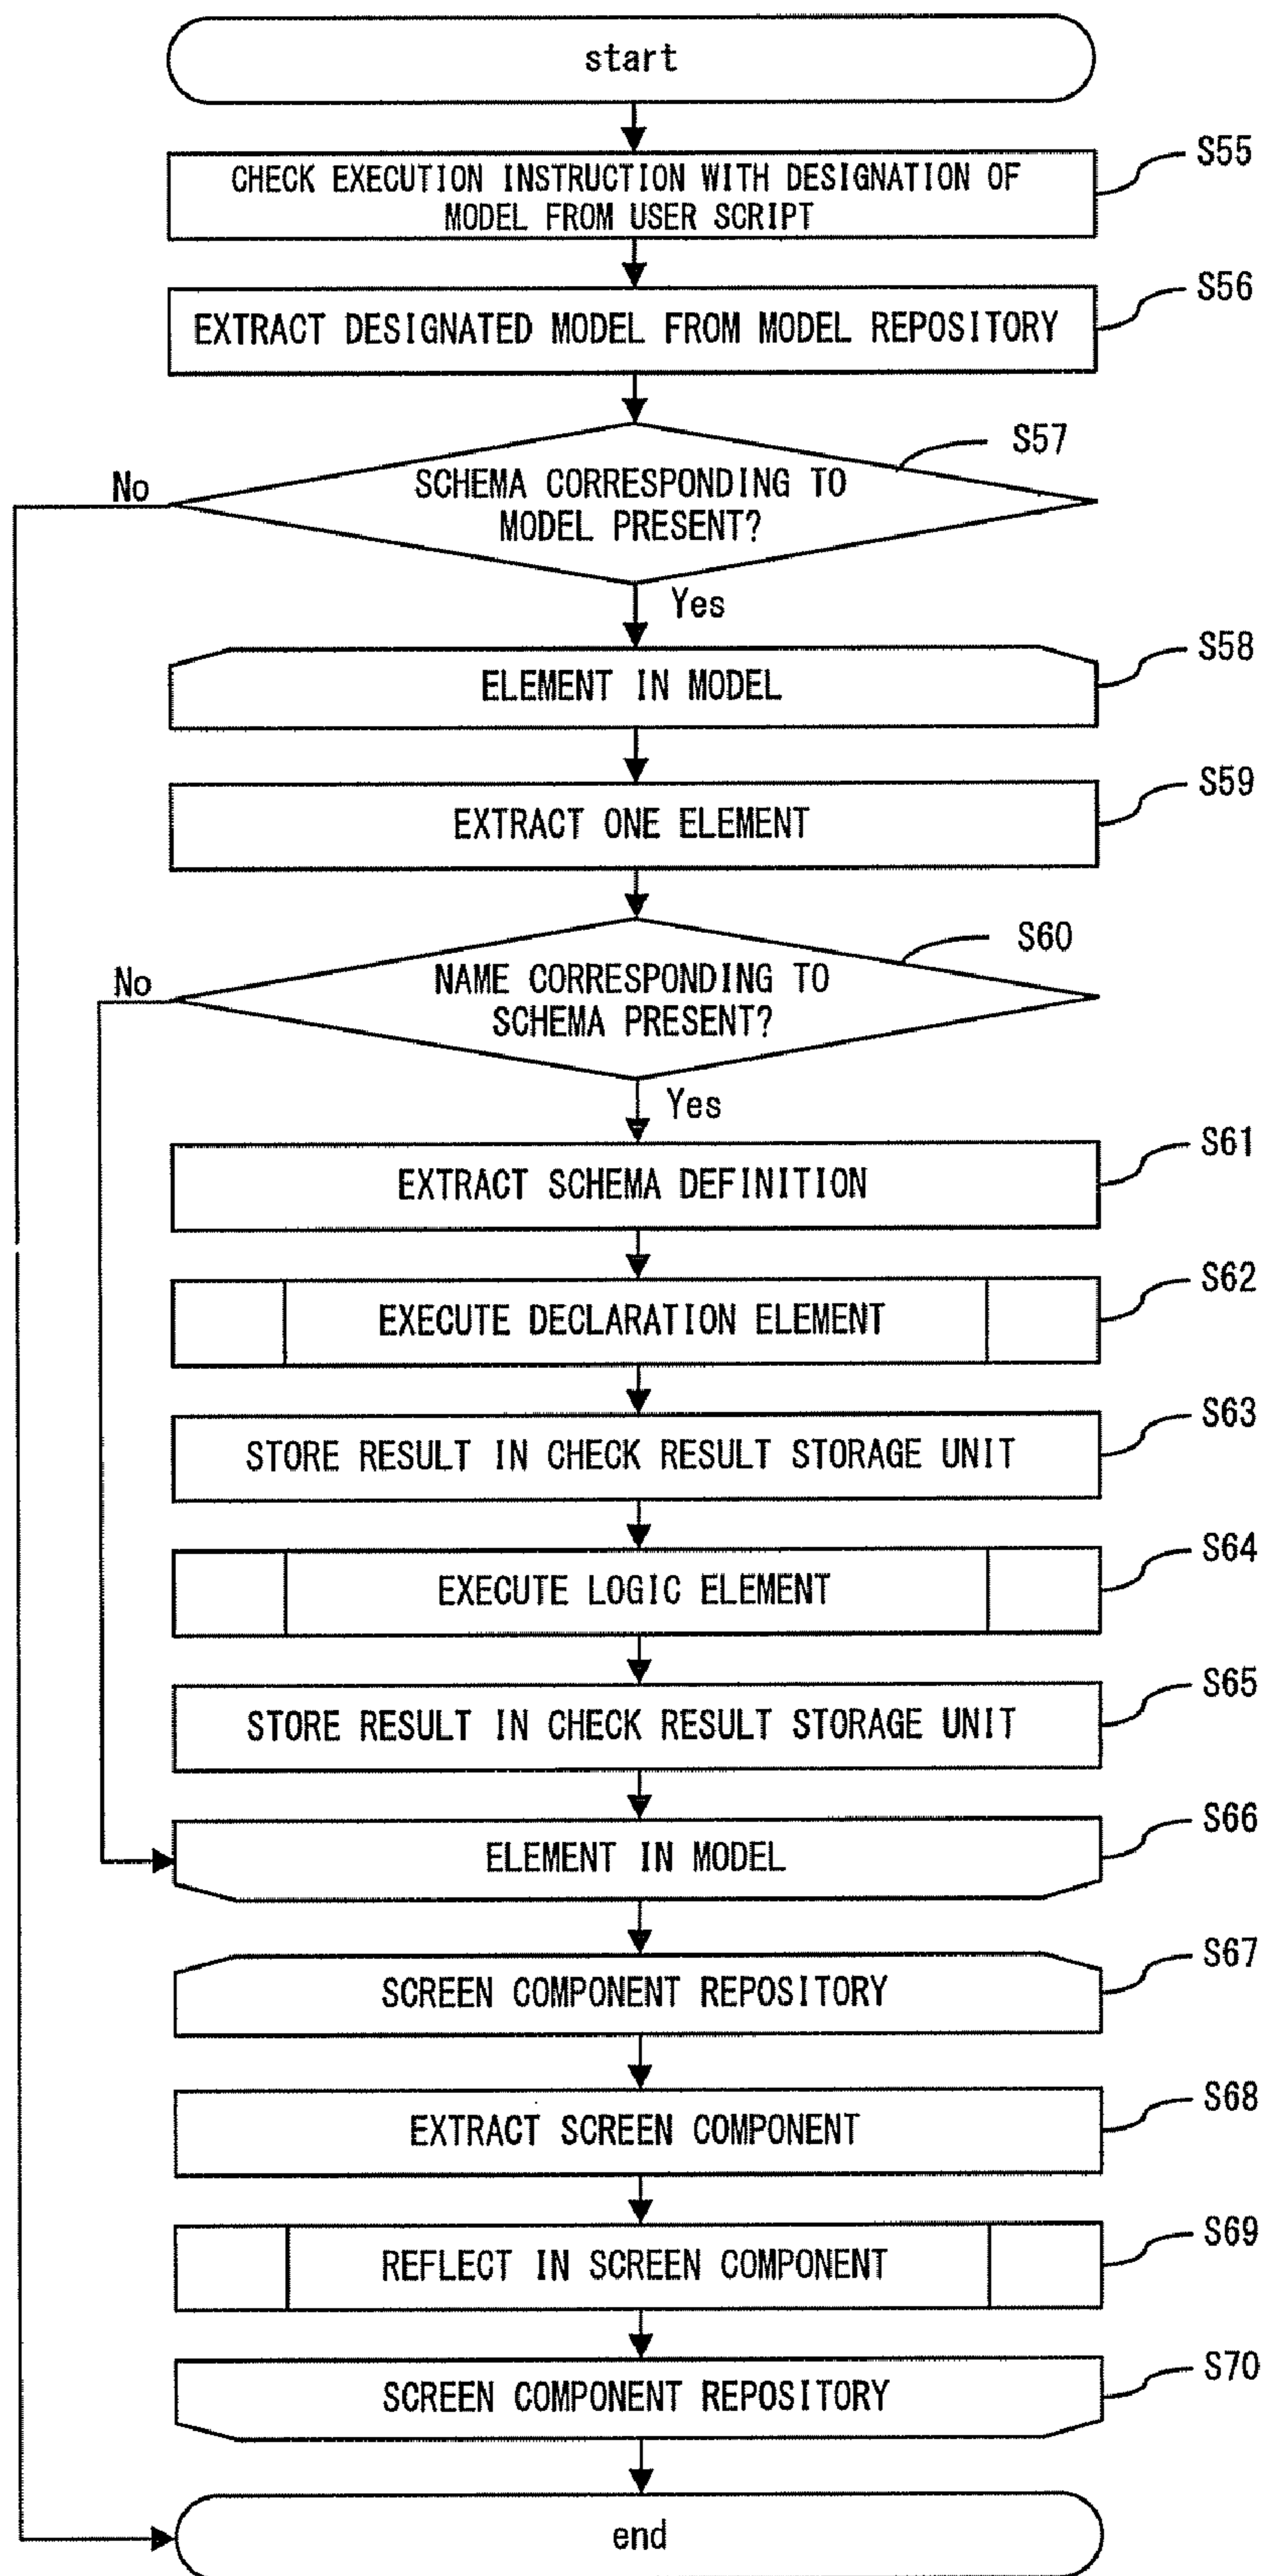 start
CHECK EXECUTION INSTRUCTION WITH DESIGNATION OF
MODEL FROM USER SCRIPT
S55
EXTRACT DESIGNATED MODEL FROM MODEL REPOSITORY
S56
SCHEMA CORRESPONDING TO
MODEL PRESENT?
S57
No
Yes
ELEMENT IN MODEL
S58
EXTRACT ONE ELEMENT
S59
NAME CORRESPONDING TO
SCHEMA PRESENT?
S60
No
Yes
EXTRACT SCHEMA DEFINITION
S61
EXECUTE DECLARATION ELEMENT
S62
STORE RESULT IN CHECK RESULT STORAGE UNIT
S63
EXECUTE LOGIC ELEMENT
S64
STORE RESULT IN CHECK RESULT STORAGE UNIT
S65
ELEMENT IN MODEL
S66
SCREEN COMPONENT REPOSITORY
S67
EXTRACT SCREEN COMPONENT
S68
REFLECT IN SCREEN COMPONENT
S69
SCREEN COMPONENT REPOSITORY
S70
end